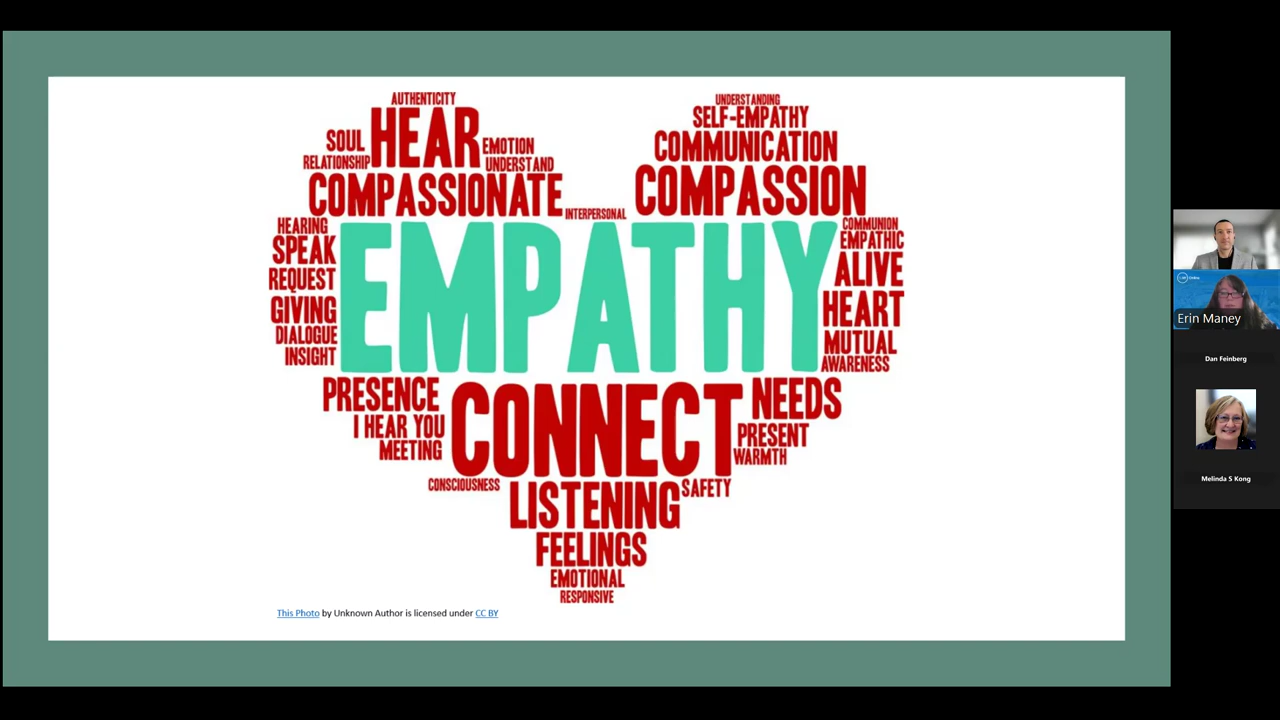 AUTHENTICITY
SOUL
HEAR
EMOTION
RELATIONSHIP
UNDERSTAND
COMPASSIONATE
INTERPERSONAL
UNDERSTANDING
SELF-EMPATHY
COMMUNICATION
COMPASSION
HEARING
SPEAK
REQUEST
GIVING
DIALOGUE
INSIGHT
EMPATHY
COMMUNION
EMPATHIC
ALIVE
HEART
MUTUAL
AWARENESS
PRESENCE
I HEAR YOU
MEETING
CONNECT
NEEDS
PRESENT
WARMTH
CONSCIOUSNESS
LISTENING
SAFETY
FEELINGS
EMOTIONAL
RESPONSIVE
This Photo by Unknown Author is licensed under CC BY
Online
Erin Maney
Dan Feinberg
Melinda S Kong